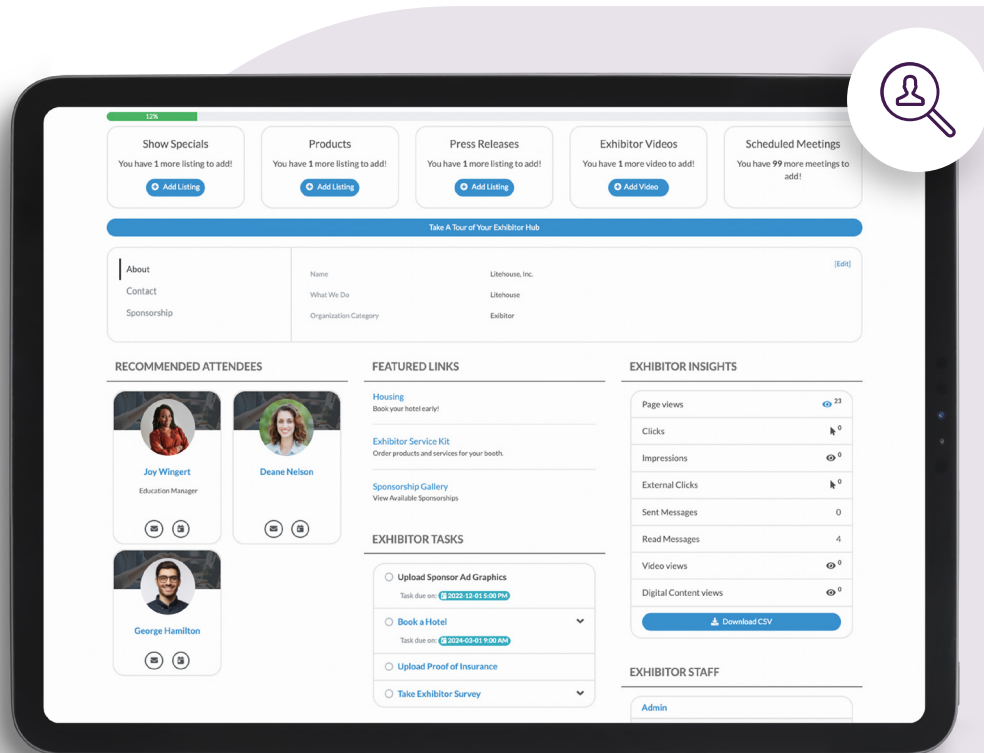 12%
Show Specials
You have 1 more listing to add!
Add Listing
Products
You have 1 more listing to add!
Add Listing
Press Releases
You have 1 more listing to add!
Add Listing
Exhibitor Videos
You have 1 more video to add!
Add Video
Scheduled Meetings
You have 99 more meetings to
add!
Take A Tour of Your Exhibitor Hub
About
Contact
Sponsorship
[Edit]
Name Litehouse, Inc.
What We Do Litehouse
Organization Category Exibitor
RECOMMENDED ATTENDEES
Joy Wingert
Education Manager
Deane Nelson
George Hamilton
FEATURED LINKS
Housing
Book your hotel early!
Exhibitor Service Kit
Order products and services for your booth.
Sponsorship Gallery
View Available Sponsorships
EXHIBITOR TASKS
Upload Sponsor Ad Graphics
Task due on: 2022-12-01 5:00 PM
Book a Hotel
Task due on: 2024-03-01 9:00 AM
Upload Proof of Insurance
Take Exhibitor Survey
EXHIBITOR INSIGHTS
Page views 23
Clicks 0
Impressions 0
External Clicks 0
Sent Messages 0
Read Messages 4
Video views 0
Digital Content views 0
Download CSV
EXHIBITOR STAFF
Admin